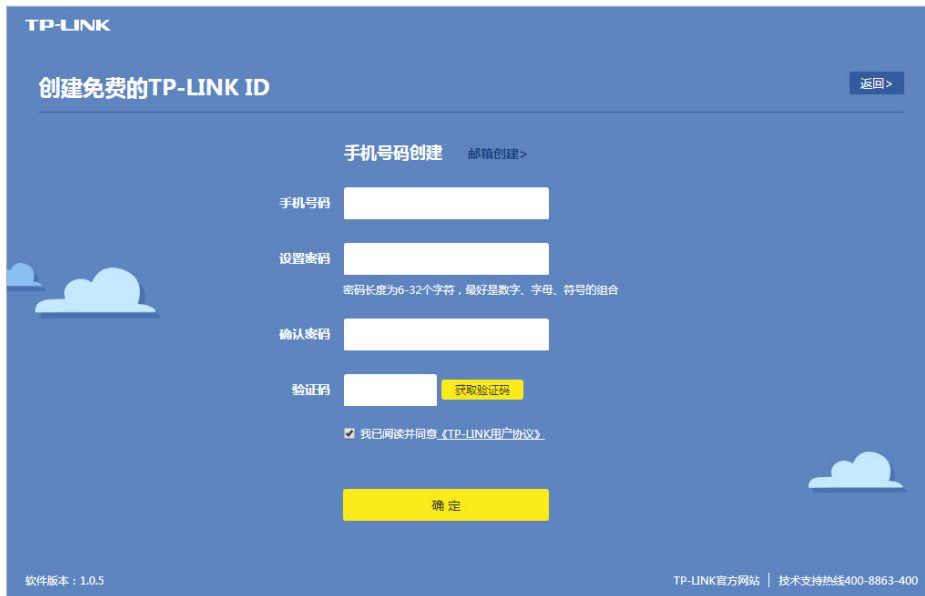 TP-LINK
创建免费的TP-LINK ID
返回>
手机号码创建 邮箱创建>
手机号码
设置密码
密码长度为6-32个字符，最好是数字、字母、符号的组合
确认密码
验证码 获取验证码
我已阅读并同意《TP-LINK用户协议》
确 定
软件版本：1.0.5
TP-LINK官方网站 | 技术支持热线400-8863-400